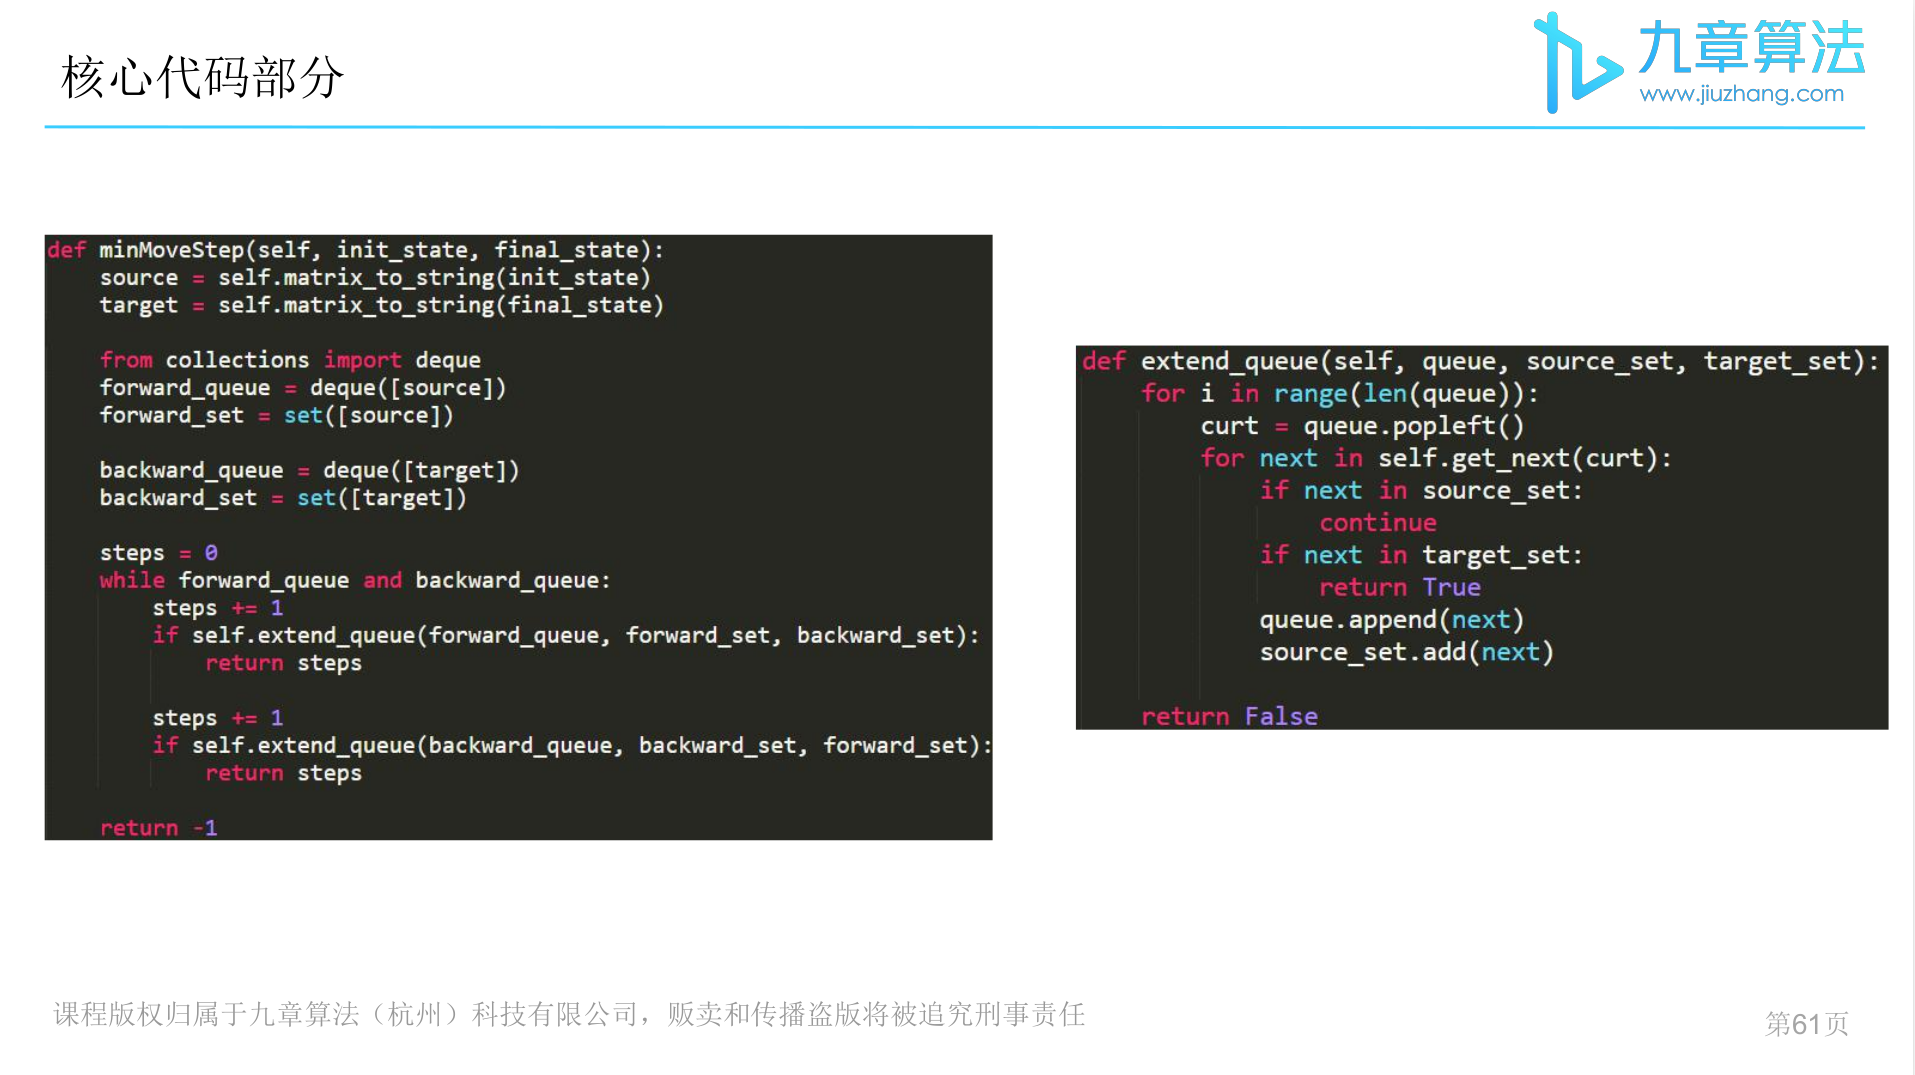 核心代码部分
九章算法
www.jiuzhang.com
def minMoveStep(self, init_state, final_state):
    source = self.matrix_to_string(init_state)
    target = self.matrix_to_string(final_state)
    from collections import deque
    forward_queue = deque([source])
    forward_set = set([source])
    backward_queue = deque([target])
    backward_set = set([target])
    steps = 0
    while forward_queue and backward_queue:
        steps += 1
        if self.extend_queue(forward_queue, forward_set, backward_set):
            return steps
        steps += 1
        if self.extend_queue(backward_queue, backward_set, forward_set):
            return steps
    return -1
def extend_queue(self, queue, source_set, target_set):
    for i in range(len(queue)):
        curt = queue.popleft()
        for next in self.get_next(curt):
            if next in source_set:
                continue
            if next in target_set:
                return True
            queue.append(next)
            source_set.add(next)
    return False
课程版权归属于九章算法（杭州）科技有限公司，贩卖和传播盗版将被追究刑事责任
第61页